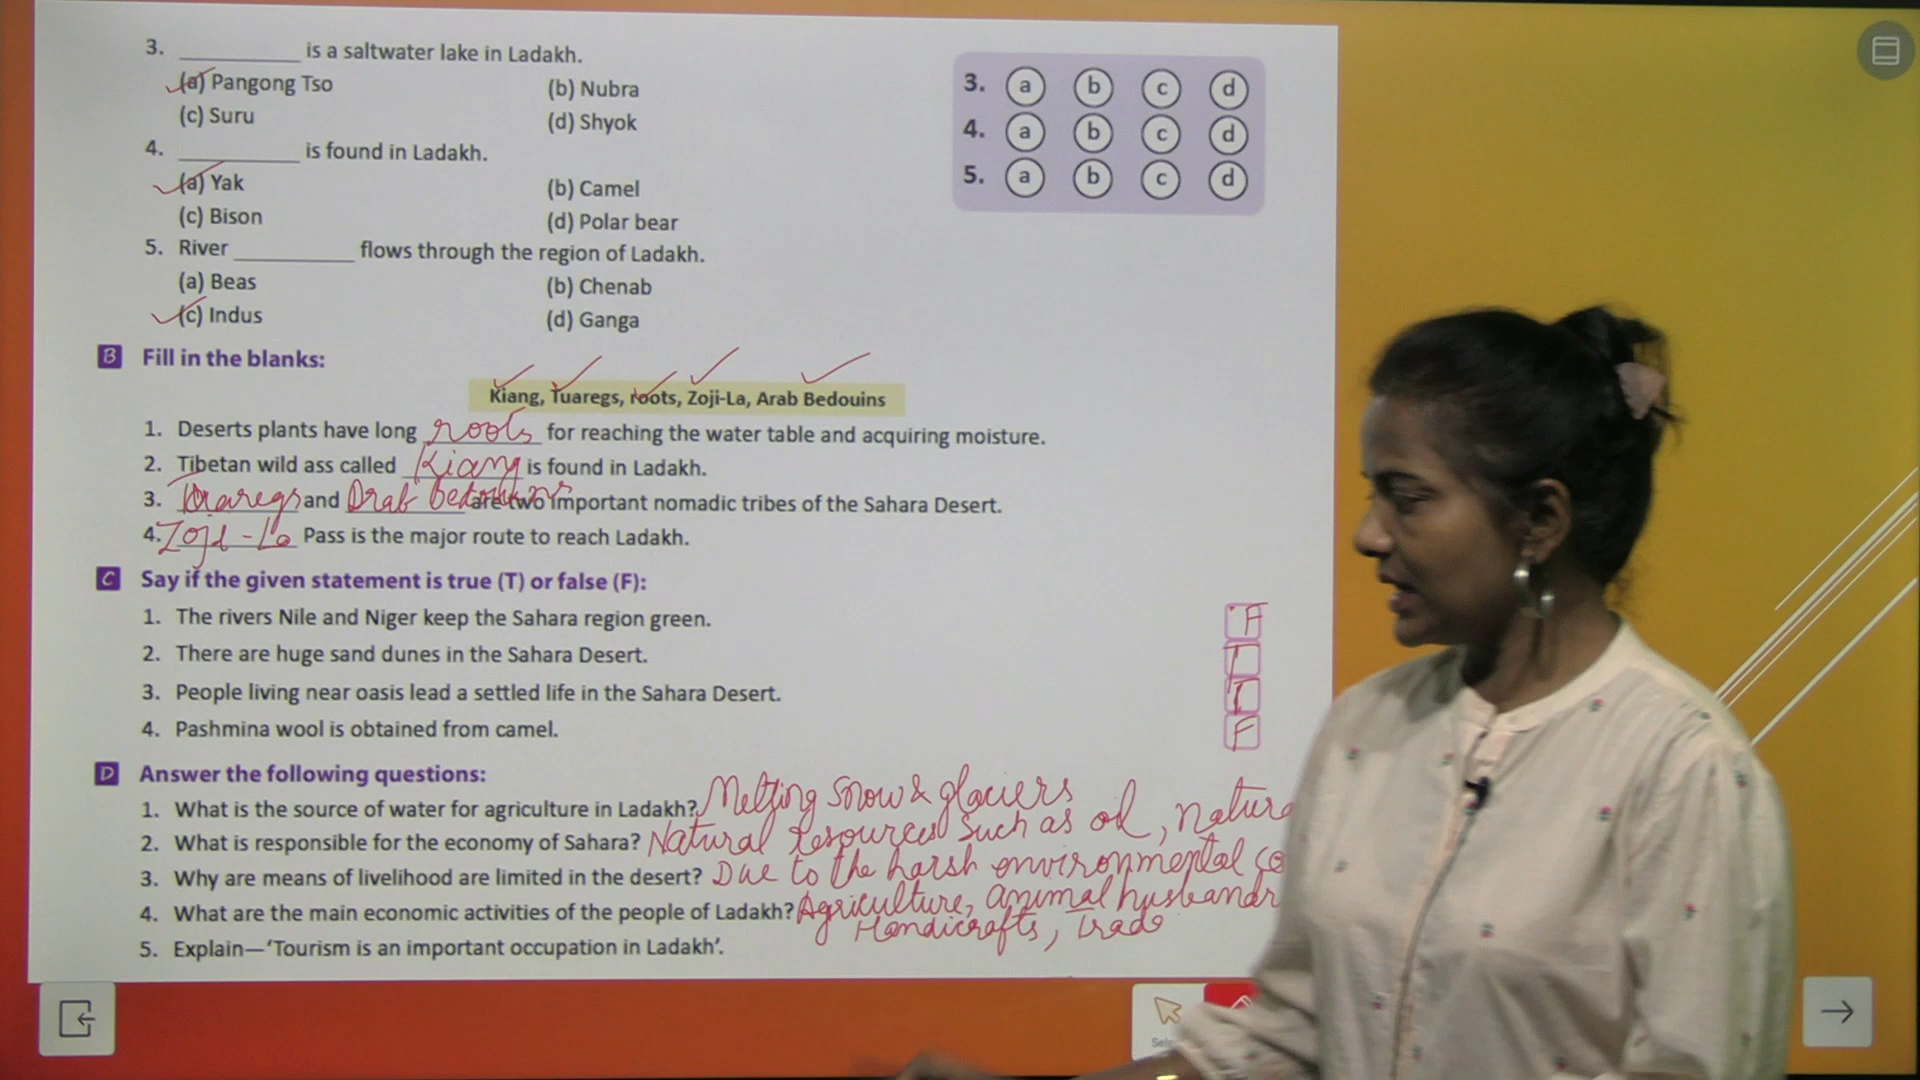 3. __________ is a saltwater lake in Ladakh.
(a) Pangong Tso (b) Nubra
(c) Suru (d) Shyok
4. __________ is found in Ladakh.
(a) Yak (b) Camel
(c) Bison (d) Polar bear
5. River __________ flows through the region of Ladakh.
(a) Beas (b) Chenab
(c) Indus (d) Ganga
3. a b c d
4. a b c d
5. a b c d
B Fill in the blanks:
Kiang, Tuaregs, roots, Zoji-La, Arab Bedouins
1. Deserts plants have long roots for reaching the water table and acquiring moisture.
2. Tibetan wild ass called Kiang is found in Ladakh.
3. Tuaregs and Arab bedouins are two important nomadic tribes of the Sahara Desert.
4. Zoji-La Pass is the major route to reach Ladakh.
C Say if the given statement is true (T) or false (F):
1. The rivers Nile and Niger keep the Sahara region green. F
2. There are huge sand dunes in the Sahara Desert. T
3. People living near oasis lead a settled life in the Sahara Desert. T
4. Pashmina wool is obtained from camel. F
D Answer the following questions:
1. What is the source of water for agriculture in Ladakh? Melting snow & glaciers
2. What is responsible for the economy of Sahara? Natural resources such as oil, natura
3. Why are means of livelihood are limited in the desert? Due to the harsh environmental co
4. What are the main economic activities of the people of Ladakh? Agriculture, animal husbandr
Handicrafts, trade
5. Explain—‘Tourism is an important occupation in Ladakh’.